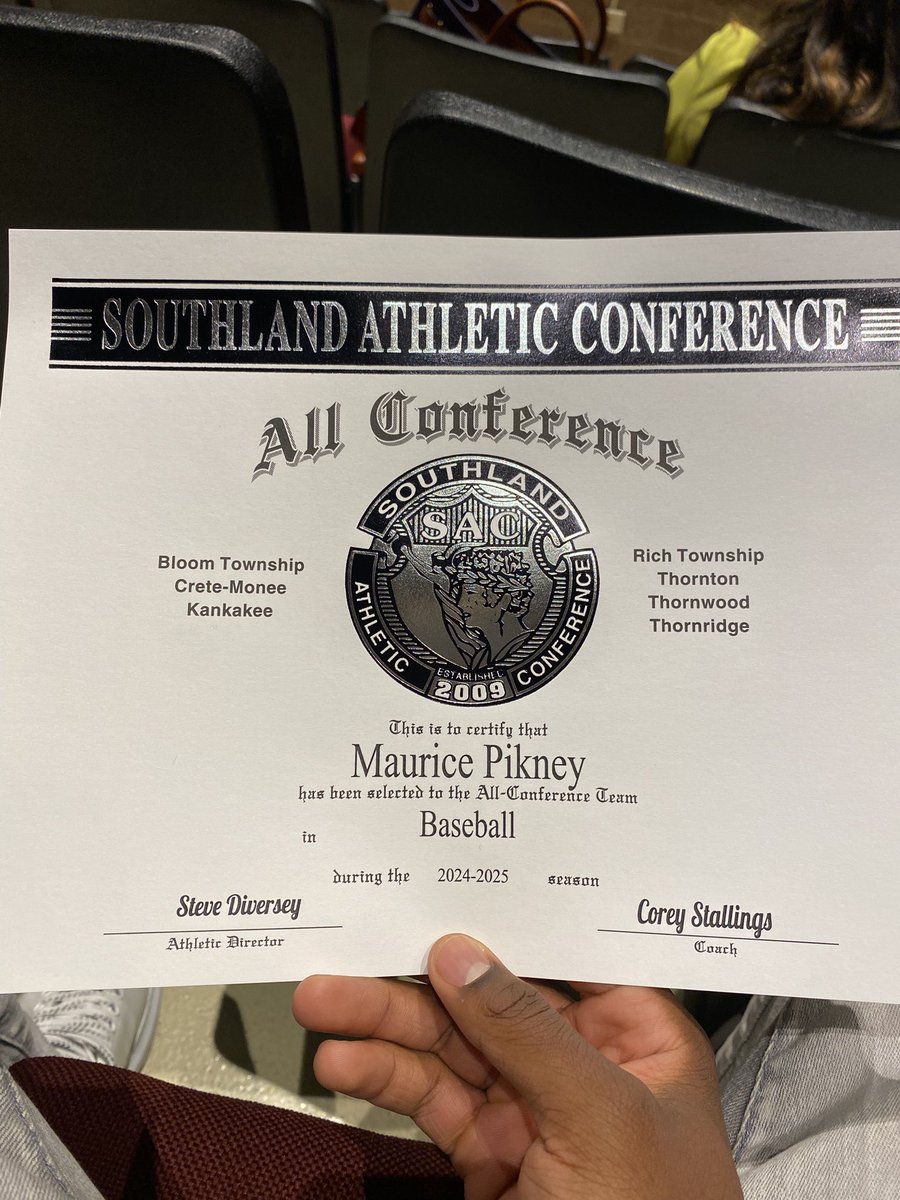 SOUTHLAND ATHLETIC CONFERENCE
All Conference
SOUTHLAND
SAC
ATHLETIC
CONFERENCE
ESTABLISHED
2009
Bloom Township
Crete-Monee
Kankakee
Rich Township
Thornton
Thornwood
Thornridge
This is to certify that
Maurice Pikney
has been selected to the All-Conference Team
in Baseball
during the 2024-2025 season
Steve Diversey
Athletic Director
Corey Stallings
Coach